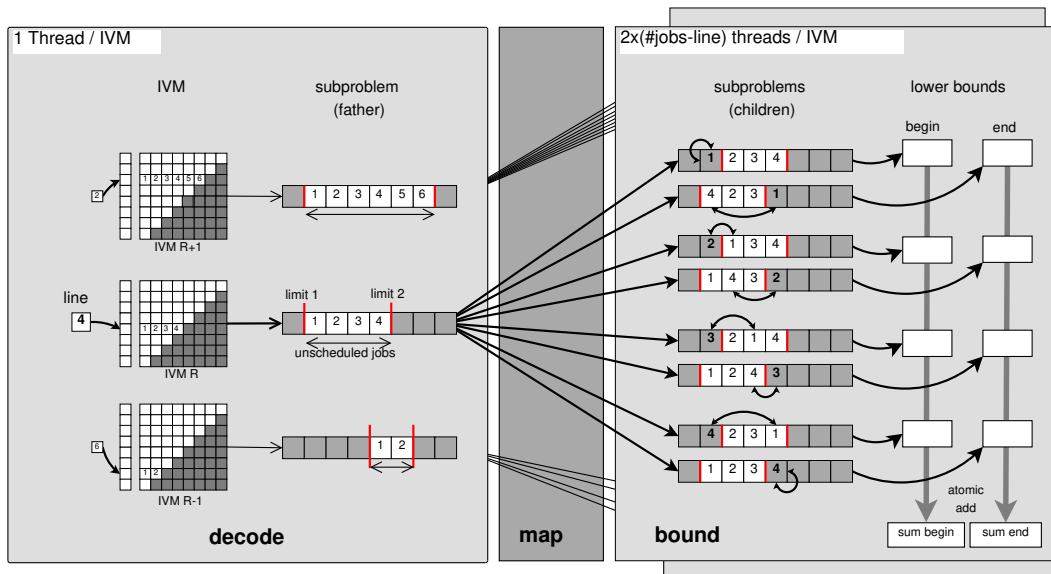 1 Thread / IVM
IVM
subproblem
(father)
2
1 2 3 4 5 6
IVM R+1
1 2 3 4 5 6
line
4
1 2 3 4
IVM R
limit 1
limit 2
1 2 3 4
unscheduled jobs
6
1 2
IVM R-1
1 2
decode
map
2x(#jobs-line) threads / IVM
subproblems
(children)
lower bounds
begin
end
1 2 3 4
4 2 3 1
2 1 3 4
1 4 3 2
3 2 1 4
1 2 4 3
4 2 3 1
1 2 3 4
atomic
add
sum begin
sum end
bound